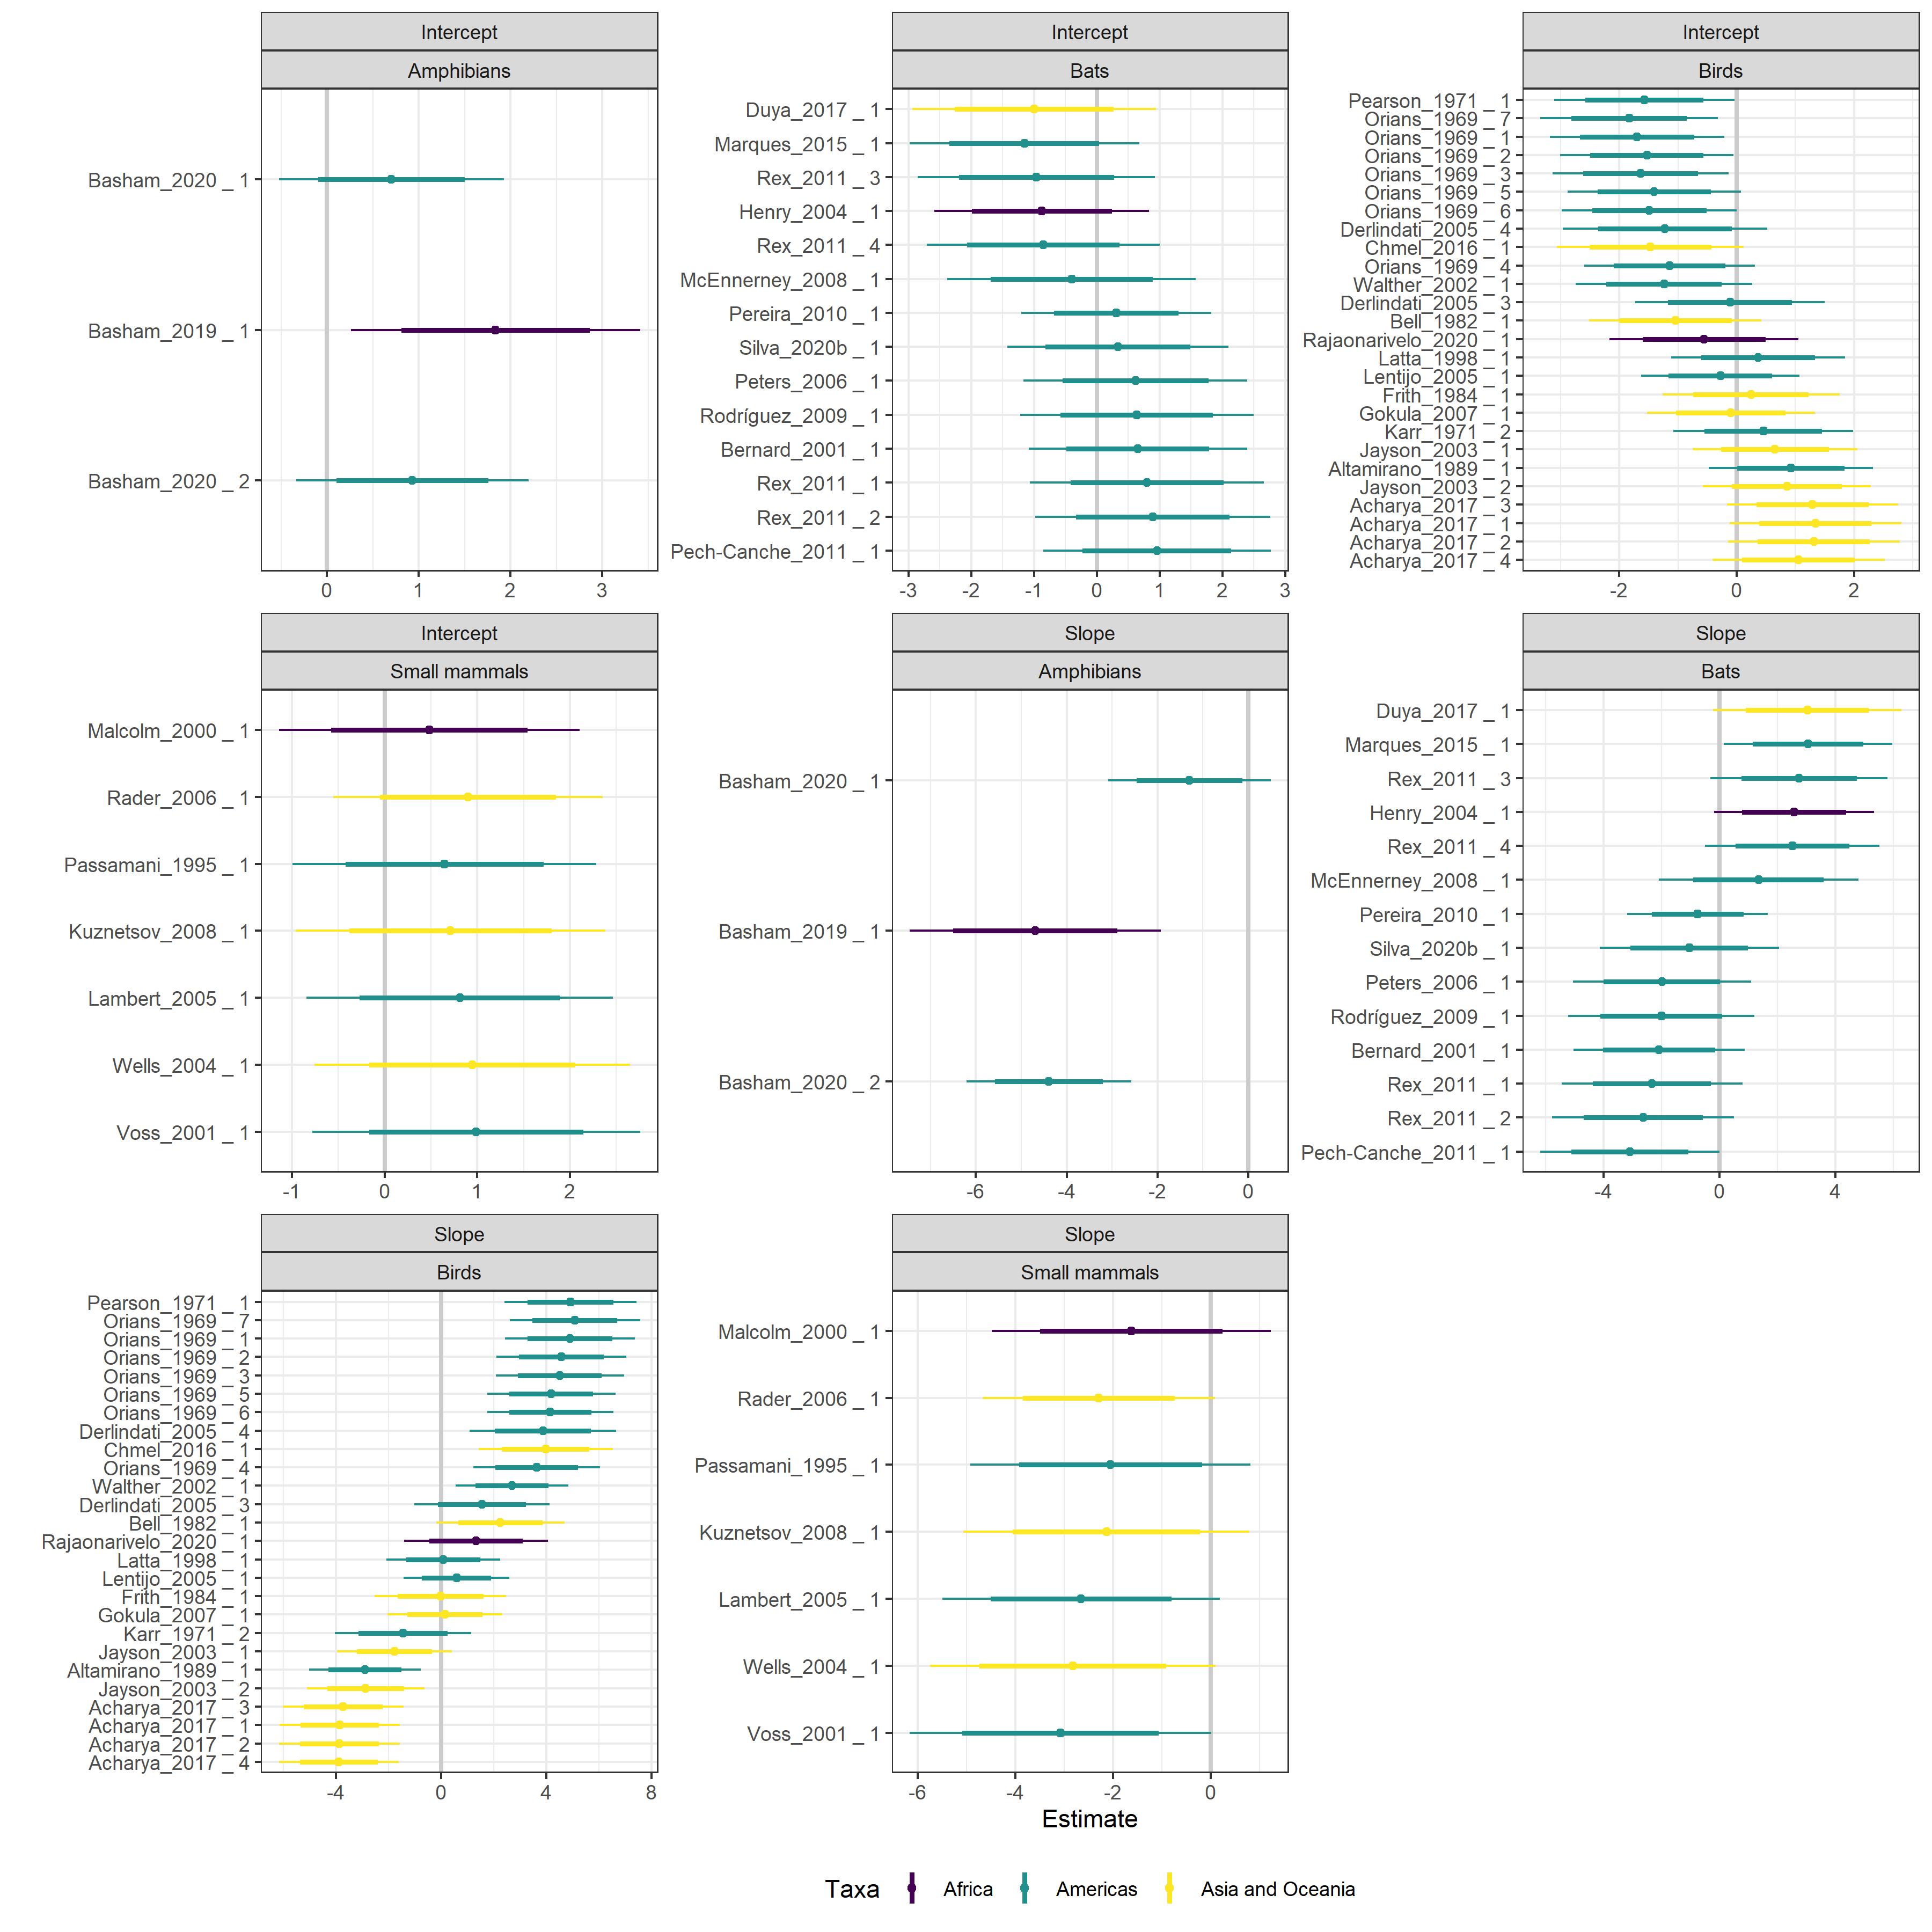 Intercept
Amphibians
Basham_2020 _ 1
Basham_2019 _ 1
Basham_2020 _ 2
0 1 2 3
Intercept
Bats
Duya_2017 _ 1
Marques_2015 _ 1
Rex_2011 _ 3
Henry_2004 _ 1
Rex_2011 _ 4
McEnnerney_2008 _ 1
Pereira_2010 _ 1
Silva_2020b _ 1
Peters_2006 _ 1
Rodríguez_2009 _ 1
Bernard_2001 _ 1
Rex_2011 _ 1
Rex_2011 _ 2
Pech-Canche_2011 _ 1
-3 -2 -1 0 1 2 3
Intercept
Birds
Pearson_1971 _ 1
Orians_1969 _ 7
Orians_1969 _ 1
Orians_1969 _ 2
Orians_1969 _ 3
Orians_1969 _ 5
Orians_1969 _ 6
Derlindati_2005 _ 4
Chmel_2016 _ 1
Orians_1969 _ 4
Walther_2002 _ 1
Derlindati_2005 _ 3
Bell_1982 _ 1
Rajaonarivelo_2020 _ 1
Latta_1998 _ 1
Lentijo_2005 _ 1
Frith_1984 _ 1
Gokula_2007 _ 1
Karr_1971 _ 2
Jayson_2003 _ 1
Altamirano_1989 _ 1
Jayson_2003 _ 2
Acharya_2017 _ 3
Acharya_2017 _ 1
Acharya_2017 _ 2
Acharya_2017 _ 4
-2 0 2
Intercept
Small mammals
Malcolm_2000 _ 1
Rader_2006 _ 1
Passamani_1995 _ 1
Kuznetsov_2008 _ 1
Lambert_2005 _ 1
Wells_2004 _ 1
Voss_2001 _ 1
-1 0 1 2
Slope
Amphibians
Basham_2020 _ 1
Basham_2019 _ 1
Basham_2020 _ 2
-6 -4 -2 0
Slope
Bats
Duya_2017 _ 1
Marques_2015 _ 1
Rex_2011 _ 3
Henry_2004 _ 1
Rex_2011 _ 4
McEnnerney_2008 _ 1
Pereira_2010 _ 1
Silva_2020b _ 1
Peters_2006 _ 1
Rodríguez_2009 _ 1
Bernard_2001 _ 1
Rex_2011 _ 1
Rex_2011 _ 2
Pech-Canche_2011 _ 1
-4 0 4
Slope
Birds
Pearson_1971 _ 1
Orians_1969 _ 7
Orians_1969 _ 1
Orians_1969 _ 2
Orians_1969 _ 3
Orians_1969 _ 5
Orians_1969 _ 6
Derlindati_2005 _ 4
Chmel_2016 _ 1
Orians_1969 _ 4
Walther_2002 _ 1
Derlindati_2005 _ 3
Bell_1982 _ 1
Rajaonarivelo_2020 _ 1
Latta_1998 _ 1
Lentijo_2005 _ 1
Frith_1984 _ 1
Gokula_2007 _ 1
Karr_1971 _ 2
Jayson_2003 _ 1
Altamirano_1989 _ 1
Jayson_2003 _ 2
Acharya_2017 _ 3
Acharya_2017 _ 1
Acharya_2017 _ 2
Acharya_2017 _ 4
-4 0 4 8
Slope
Small mammals
Malcolm_2000 _ 1
Rader_2006 _ 1
Passamani_1995 _ 1
Kuznetsov_2008 _ 1
Lambert_2005 _ 1
Wells_2004 _ 1
Voss_2001 _ 1
-6 -4 -2 0
Estimate
Taxa Africa Americas Asia and Oceania